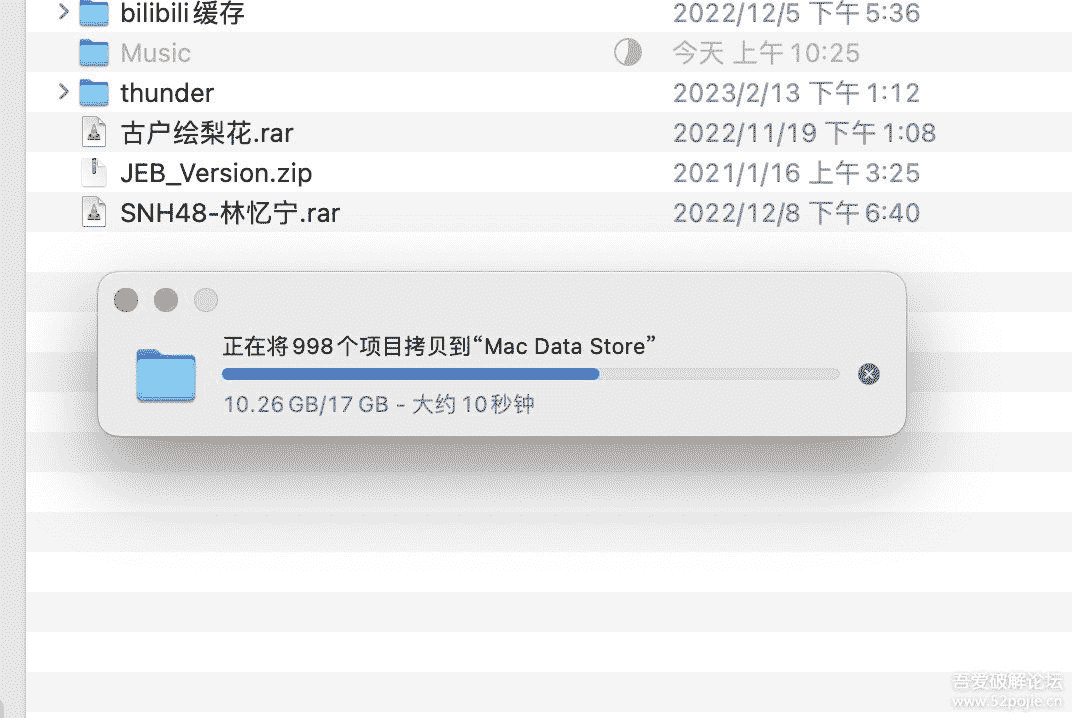 bilibili缓存 2022/12/5 下午5:36
Music 今天 上午10:25
thunder 2023/2/13 下午1:12
古户绘梨花.rar 2022/11/19 下午1:08
JEB_Version.zip 2021/1/16 上午3:25
SNH48-林忆宁.rar 2022/12/8 下午6:40
正在将998个项目拷贝到“Mac Data Store”
10.26 GB/17 GB - 大约10秒钟
吾爱破解论坛
www.52pojie.cn